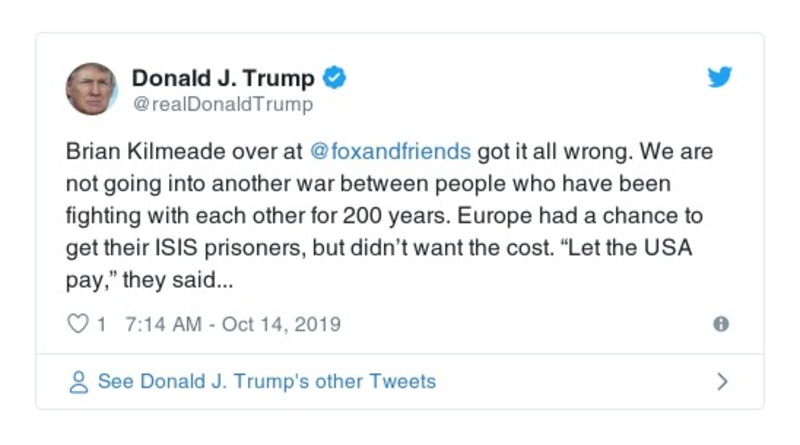 Donald J. Trump
@realDonaldTrump
Brian Kilmeade over at @foxandfriends got it all wrong. We are
not going into another war between people who have been
fighting with each other for 200 years. Europe had a chance to
get their ISIS prisoners, but didn’t want the cost. “Let the USA
pay,” they said...
1 7:14 AM - Oct 14, 2019
See Donald J. Trump's other Tweets